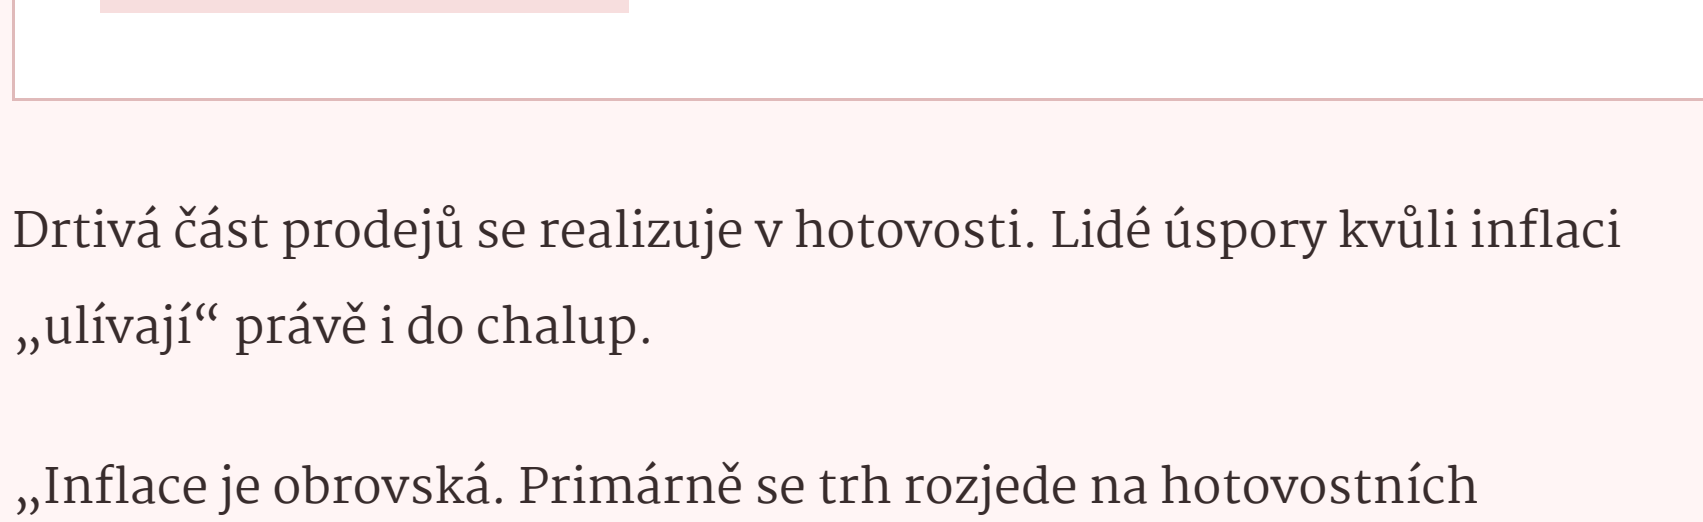 Drtivá část prodejů se realizuje v hotovosti. Lidé úspory kvůli inflaci
„ulívají“ právě i do chalup.
„Inflace je obrovská. Primárně se trh rozjede na hotovostních